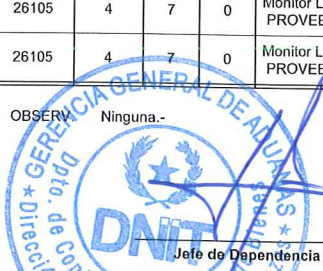 26105 4 7 0 Monitor L
PROVEE
26105 4 7 0 Monitor L
PROVEE
OBSERV. Ninguna.-
GERENCIA GENERAL DE ADUANAS
Dpto. de
DNIT
Jefe de Dependencia